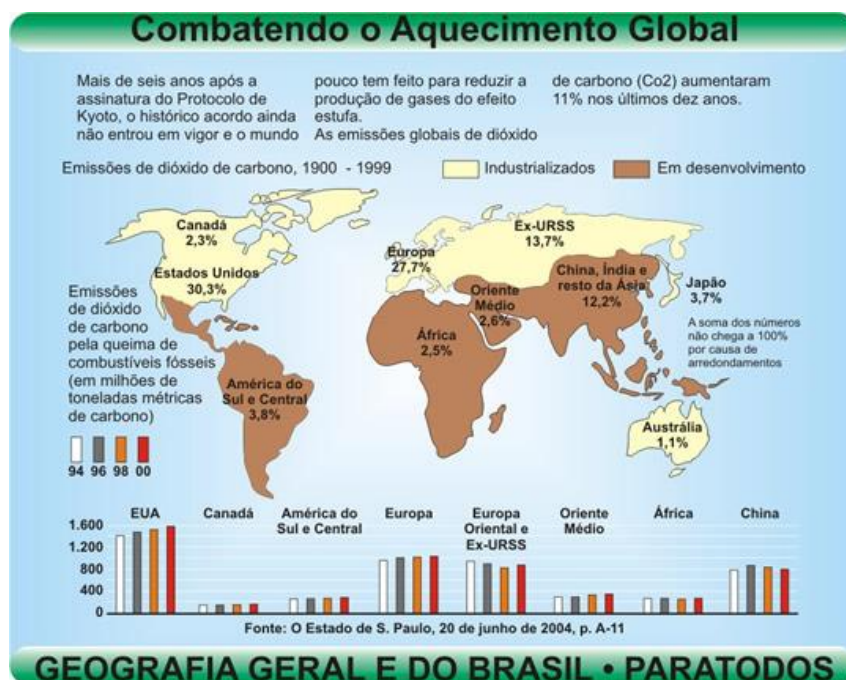 Combatendo o Aquecimento Global
Mais de seis anos após a
assinatura do Protocolo de
Kyoto, o histórico acordo ainda
não entrou em vigor e o mundo
pouco tem feito para reduzir a
produção de gases do efeito
estufa.
As emissões globais de dióxido
de carbono (Co2) aumentaram
11% nos últimos dez anos.
Emissões de dióxido de carbono, 1900 - 1999
Industrializados
Em desenvolvimento
Canadá
2,3%
Estados Unidos
30,3%
Europa
27,7%
Ex-URSS
13,7%
China, Índia e
resto da Ásia
12,2%
Oriente
Médio
2,6%
Japão
3,7%
África
2,5%
América do
Sul e Central
3,8%
Austrália
1,1%
A soma dos números
não chega a 100%
por causa de
arredondamentos
Emissões
de dióxido
de carbono
pela queima de
combustíveis fósseis
(em milhões de
toneladas métricas
de carbono)
94 96 98 00
EUA
Canadá
América do
Sul e Central
Europa
Europa
Oriental e
Ex-URSS
Oriente
Médio
África
China
1.600
1.200
800
400
0
Fonte: O Estado de S. Paulo, 20 de junho de 2004, p. A-11
GEOGRAFIA GERAL E DO BRASIL • PARATODOS